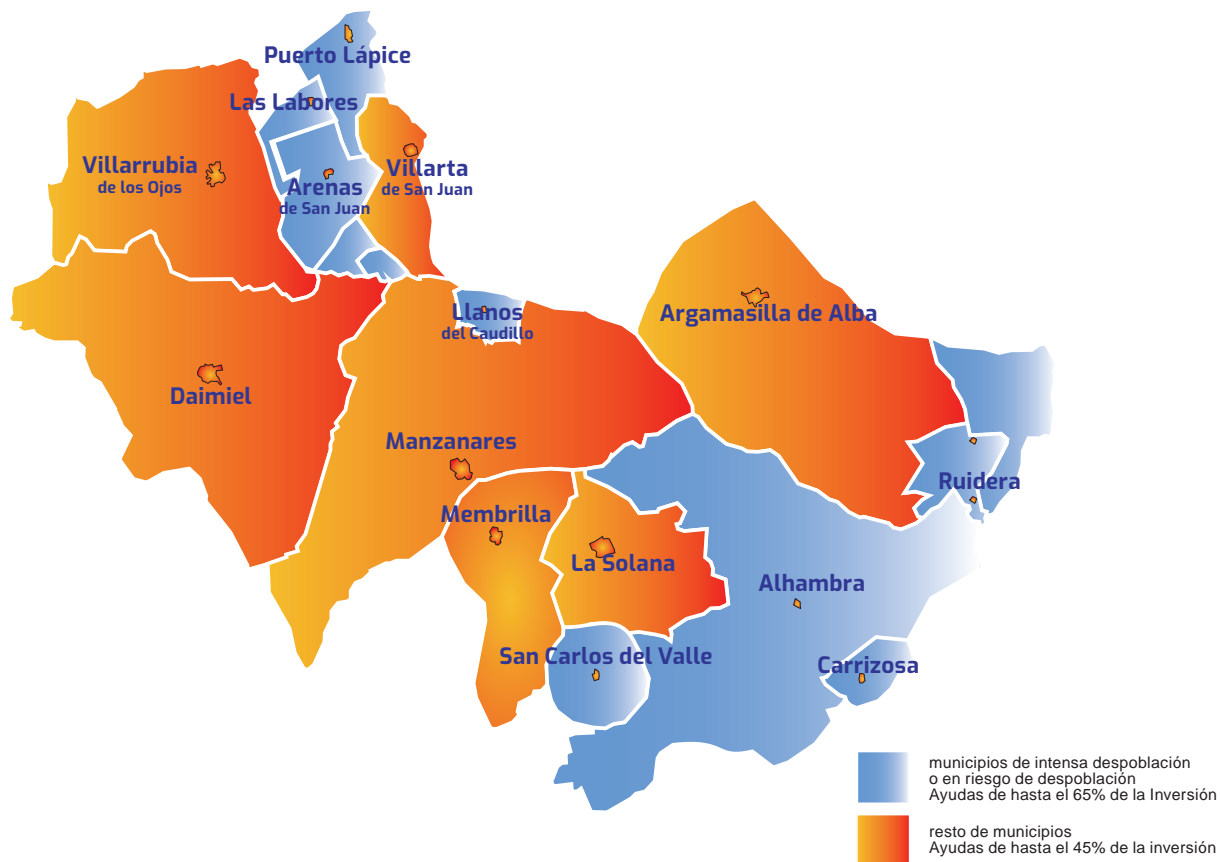 Puerto Lápice
Las Labores
Villarrubia
de los Ojos
Arenas
de San Juan
Villarta
de San Juan
Llanos
del Caudillo
Argamasilla de Alba
Daimiel
Manzanares
Ruidera
Membrilla
La Solana
Alhambra
San Carlos del Valle
Carrizosa
municipios de intensa despoblación
o en riesgo de despoblación
Ayudas de hasta el 65% de la Inversión
resto de municipios
Ayudas de hasta el 45% de la inversión